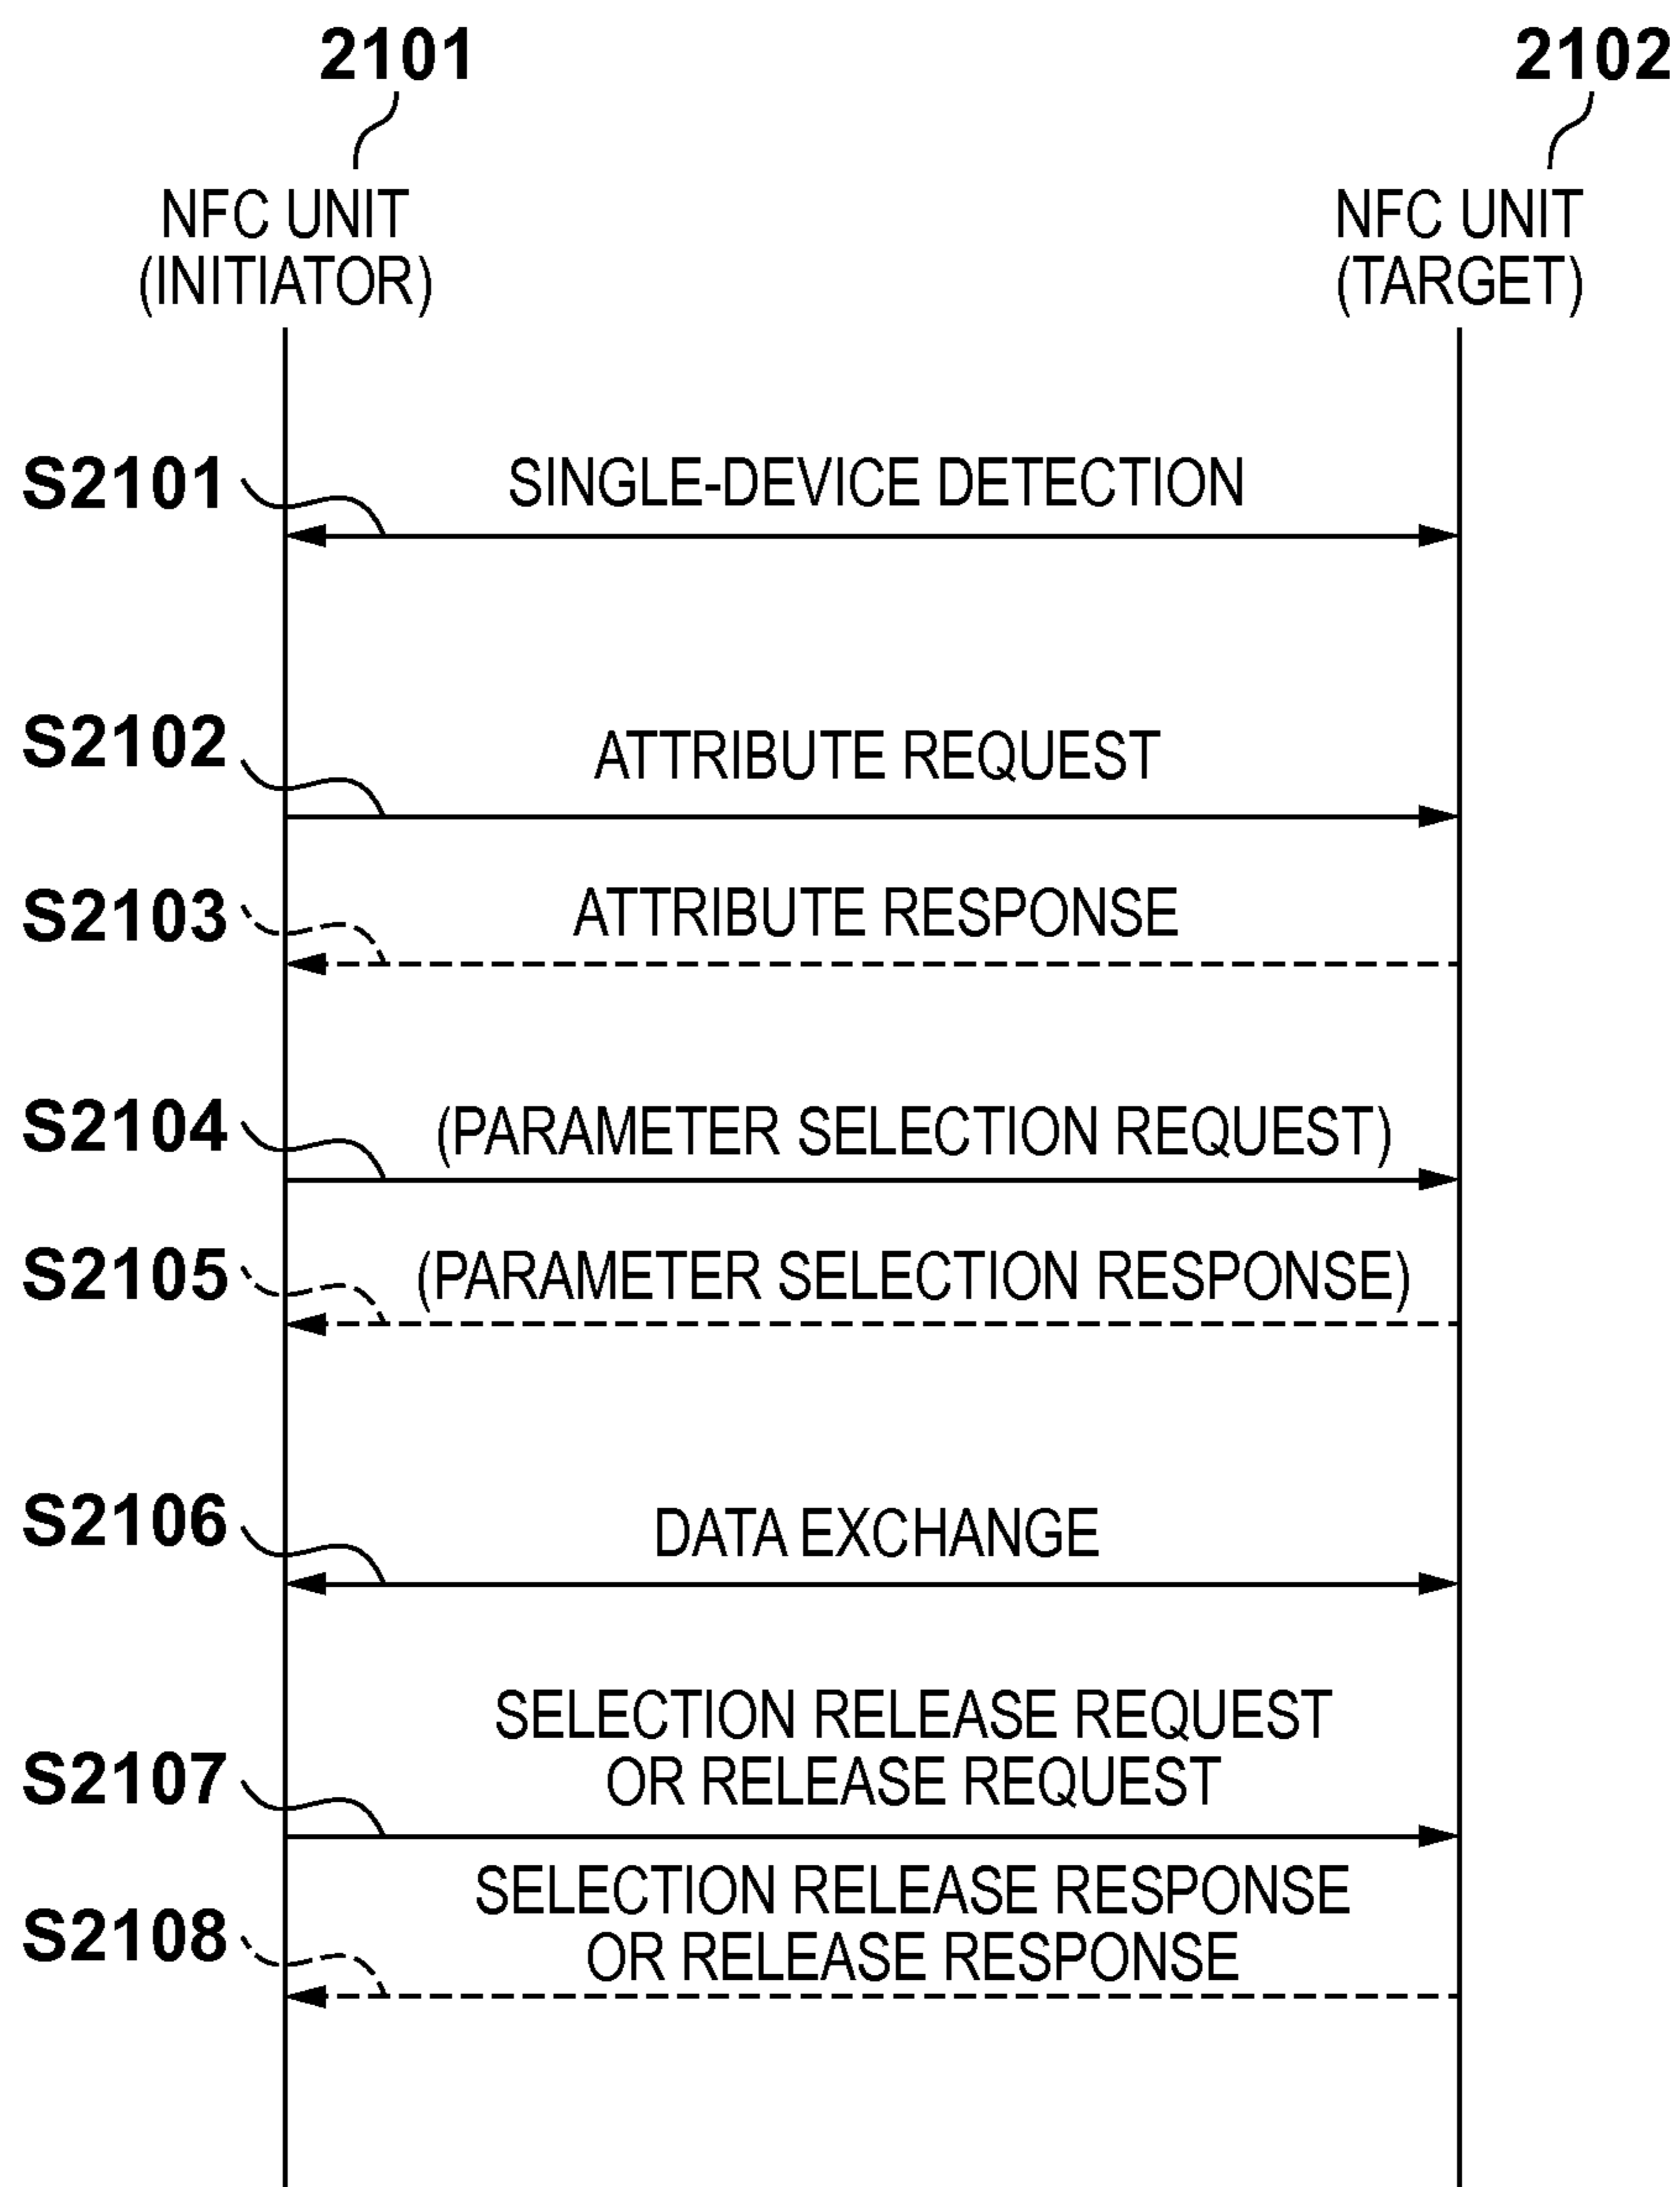 2101
2102
NFC UNIT
(INITIATOR)
NFC UNIT
(TARGET)
S2101
SINGLE-DEVICE DETECTION
S2102
ATTRIBUTE REQUEST
S2103
ATTRIBUTE RESPONSE
S2104
(PARAMETER SELECTION REQUEST)
S2105
(PARAMETER SELECTION RESPONSE)
S2106
DATA EXCHANGE
S2107
SELECTION RELEASE REQUEST
OR RELEASE REQUEST
S2108
SELECTION RELEASE RESPONSE
OR RELEASE RESPONSE